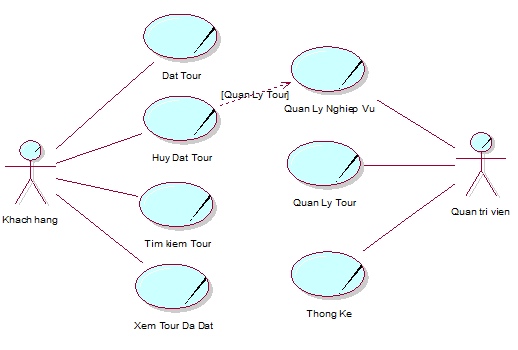 Dat Tour
[Quan Ly Tour]
Quan Ly Nghiep Vu
Huy Dat Tour
Khach hang
Quan Ly Tour
Quan tri vien
Tim kiem Tour
Thong Ke
Xem Tour Da Dat